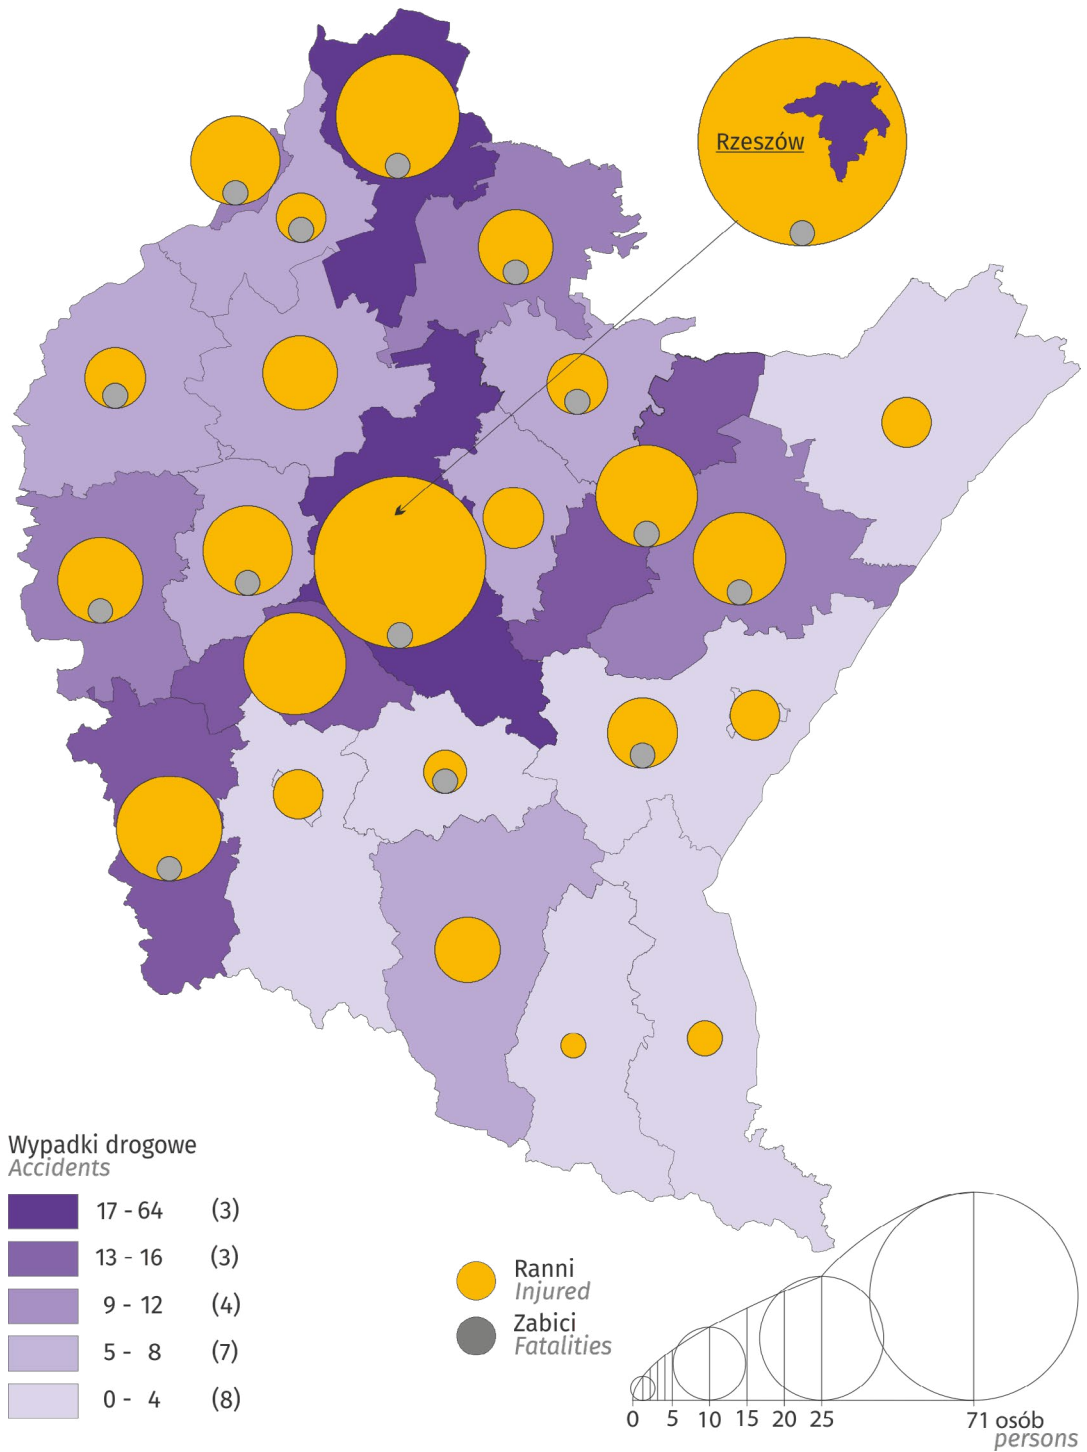 Rzeszów
Wypadki drogowe
Accidents
17 - 64 (3)
13 - 16 (3)
9 - 12 (4)
5 - 8 (7)
0 - 4 (8)
Ranni
Injured
Zabici
Fatalities
0 5 10 15 20 25 71 osób
persons